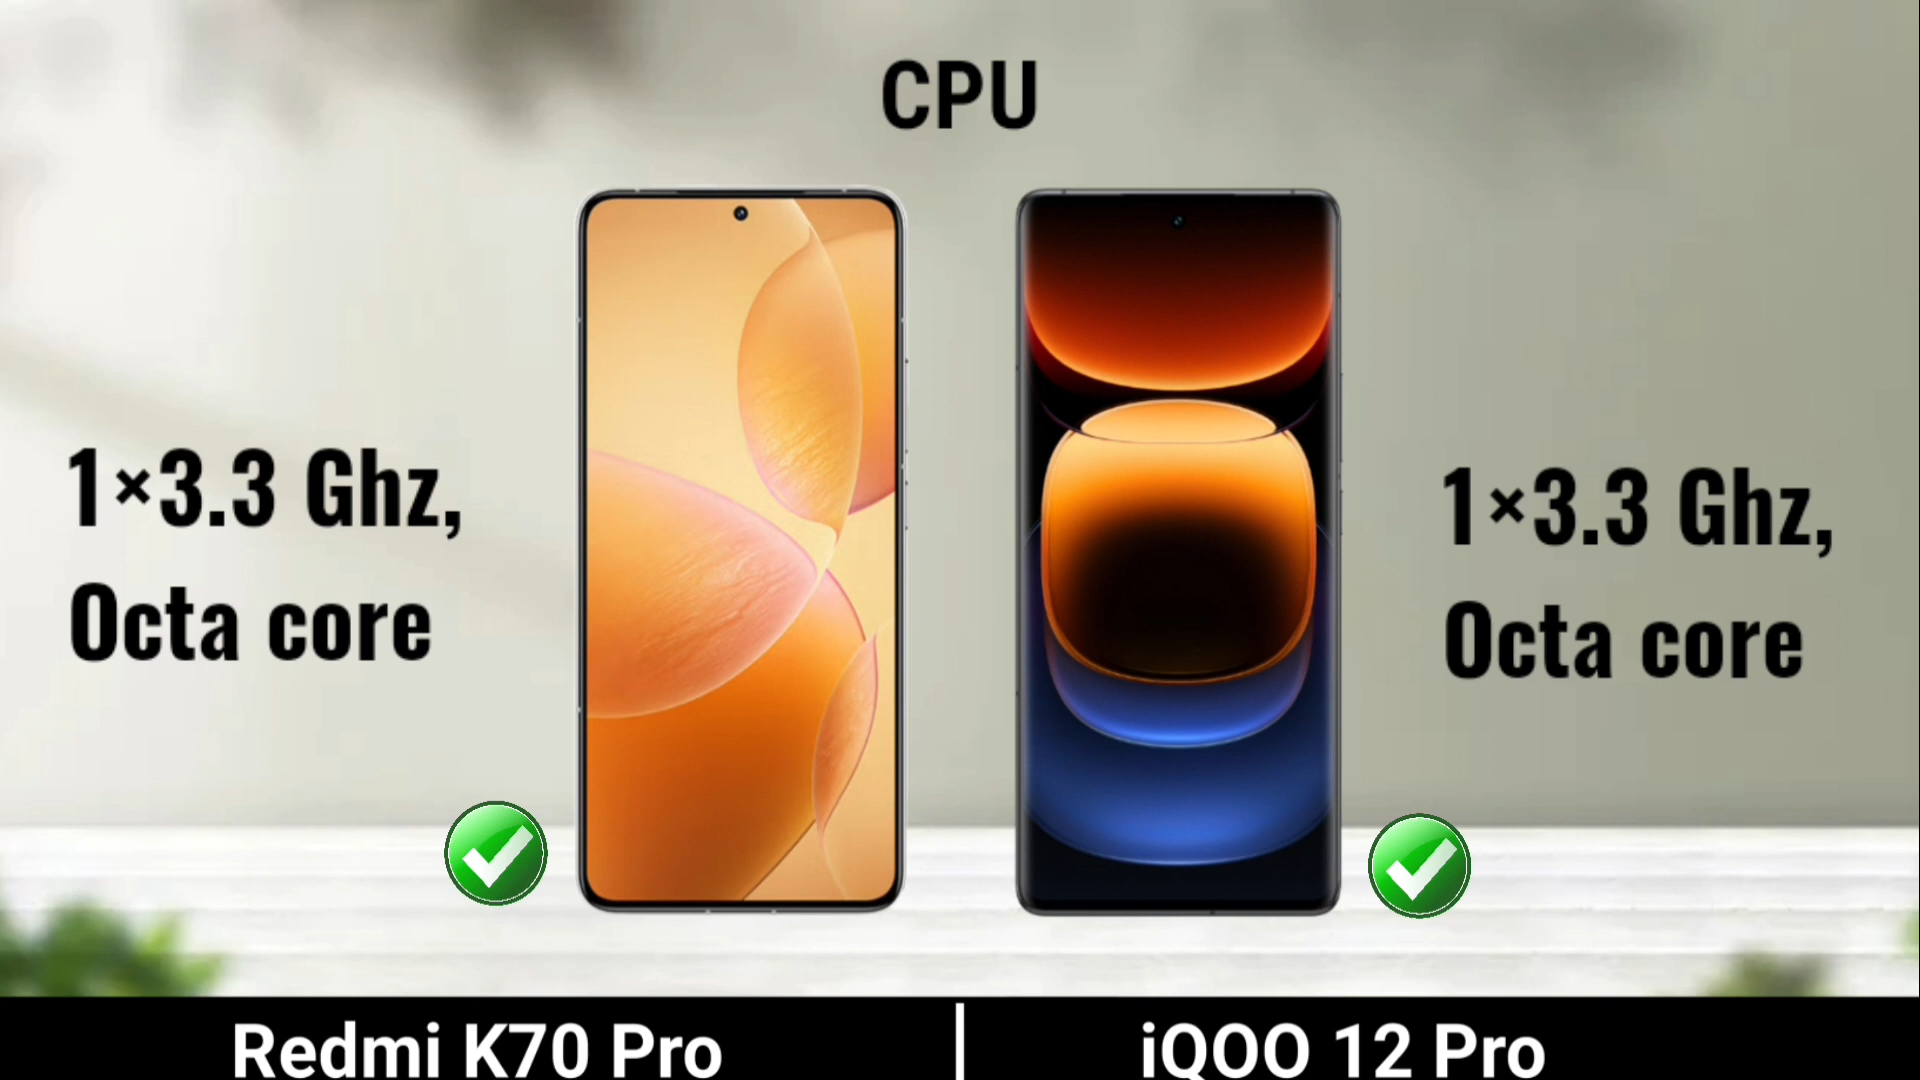 CPU
1×3.3 Ghz,
Octa core
1×3.3 Ghz,
Octa core
Redmi K70 Pro
iQOO 12 Pro